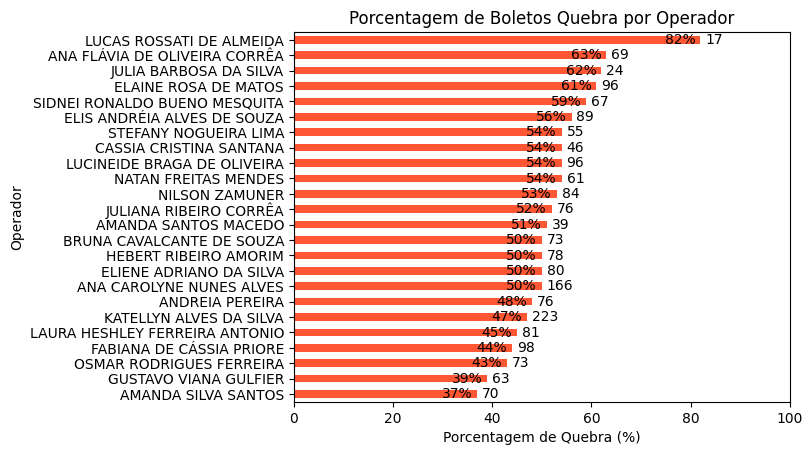 Porcentagem de Boletos Quebra por Operador
LUCAS ROSSATI DE ALMEIDA 82% 17
ANA FLÁVIA DE OLIVEIRA CORRÊA 63% 69
JULIA BARBOSA DA SILVA 62% 24
ELAINE ROSA DE MATOS 61% 96
SIDNEI RONALDO BUENO MESQUITA 59% 67
ELIS ANDRÉIA ALVES DE SOUZA 56% 89
STEFANY NOGUEIRA LIMA 54% 55
CASSIA CRISTINA SANTANA 54% 46
LUCINEIDE BRAGA DE OLIVEIRA 54% 96
NATAN FREITAS MENDES 54% 61
NILSON ZAMUNER 53% 84
JULIANA RIBEIRO CORRÊA 52% 76
AMANDA SANTOS MACEDO 51% 39
BRUNA CAVALCANTE DE SOUZA 50% 73
HEBERT RIBEIRO AMORIM 50% 78
ELIENE ADRIANO DA SILVA 50% 80
ANA CAROLYNE NUNES ALVES 50% 166
ANDREIA PEREIRA 48% 76
KATELLYN ALVES DA SILVA 47% 223
LAURA HESHLEY FERREIRA ANTONIO 45% 81
FABIANA DE CÁSSIA PRIORE 44% 98
OSMAR RODRIGUES FERREIRA 43% 73
GUSTAVO VIANA GULFIER 39% 63
AMANDA SILVA SANTOS 37% 70
Operador
0 20 40 60 80 100
Porcentagem de Quebra (%)